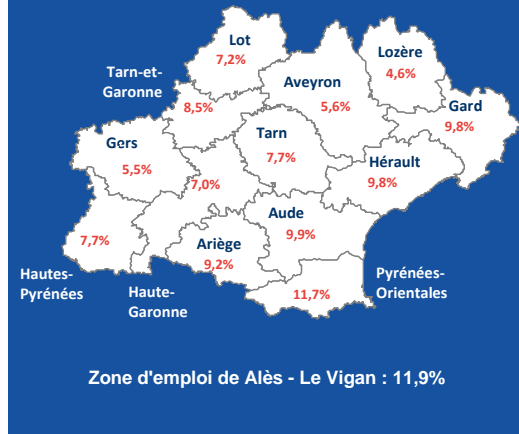 Lot
7,2%
Lozère
4,6%
Tarn-et-
Garonne
8,5%
Aveyron
5,6%
Gard
9,8%
Gers
5,5%
Tarn
7,7%
Hérault
9,8%
7,0%
Aude
9,9%
7,7%
Ariège
9,2%
Hautes-
Pyrénées
Haute-
Garonne
11,7%
Pyrénées-
Orientales
Zone d'emploi de Alès - Le Vigan : 11,9%